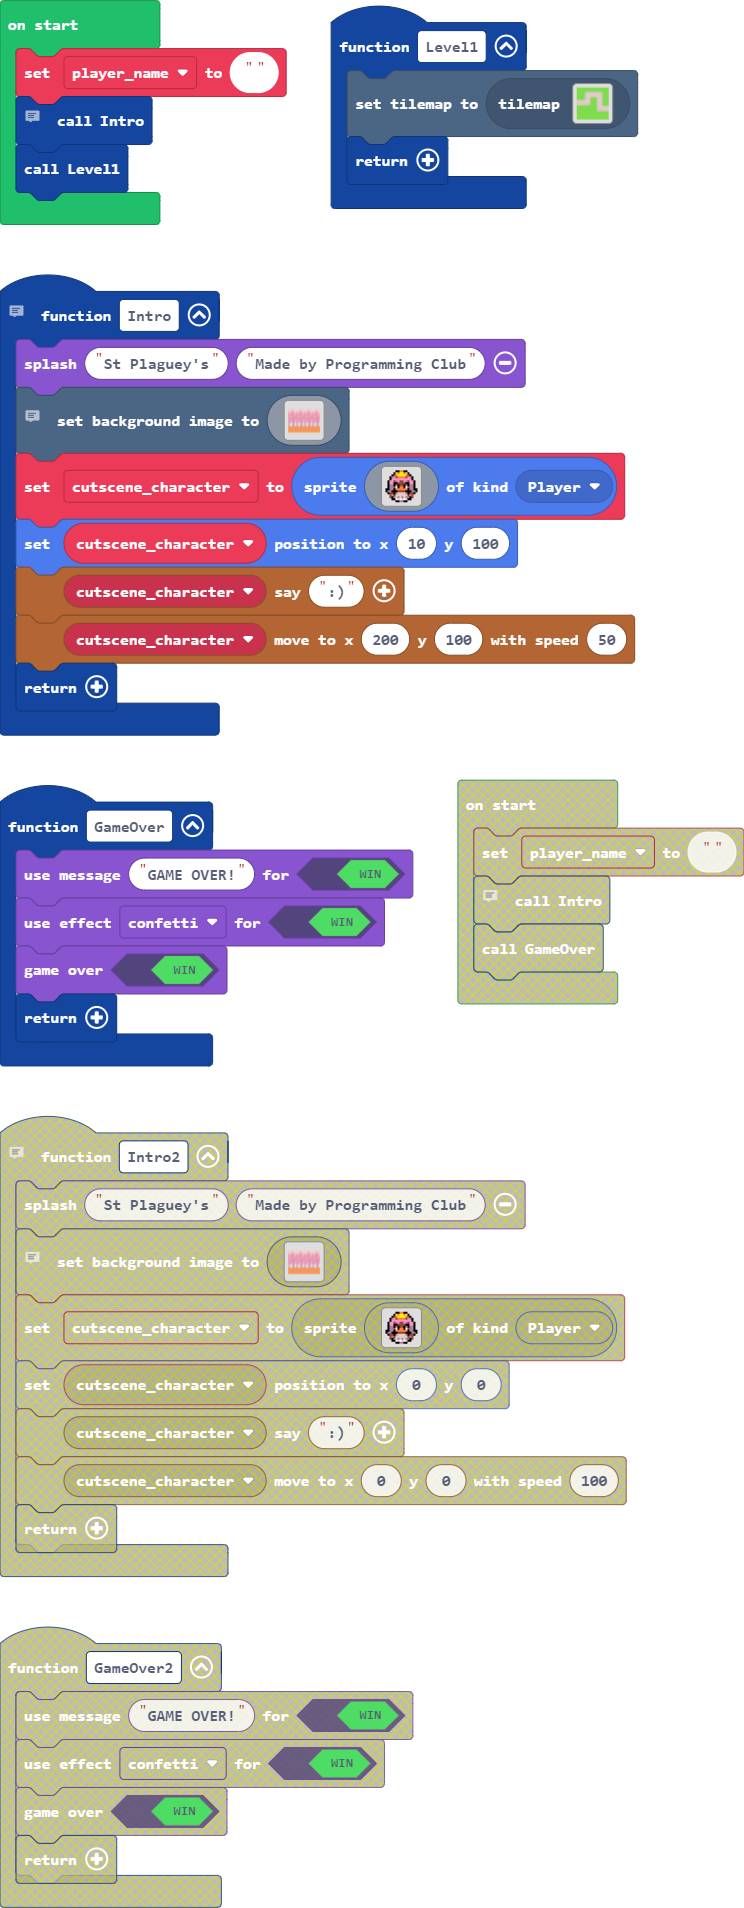 on start
set player_name to " "
call Intro
call Level1
function Level1
set tilemap to tilemap
return
function Intro
splash "St Plaguey's" "Made by Programming Club"
set background image to
set cutscene_character to sprite of kind Player
set cutscene_character position to x 10 y 100
cutscene_character say ":)"
cutscene_character move to x 200 y 100 with speed 50
return
function GameOver
use message "GAME OVER!" for WIN
use effect confetti for WIN
game over WIN
return
on start
set player_name to " "
call Intro
call GameOver
function Intro2
splash "St Plaguey's" "Made by Programming Club"
set background image to
set cutscene_character to sprite of kind Player
set cutscene_character position to x 0 y 0
cutscene_character say ":)"
cutscene_character move to x 0 y 0 with speed 100
return
function GameOver2
use message "GAME OVER!" for WIN
use effect confetti for WIN
game over WIN
return